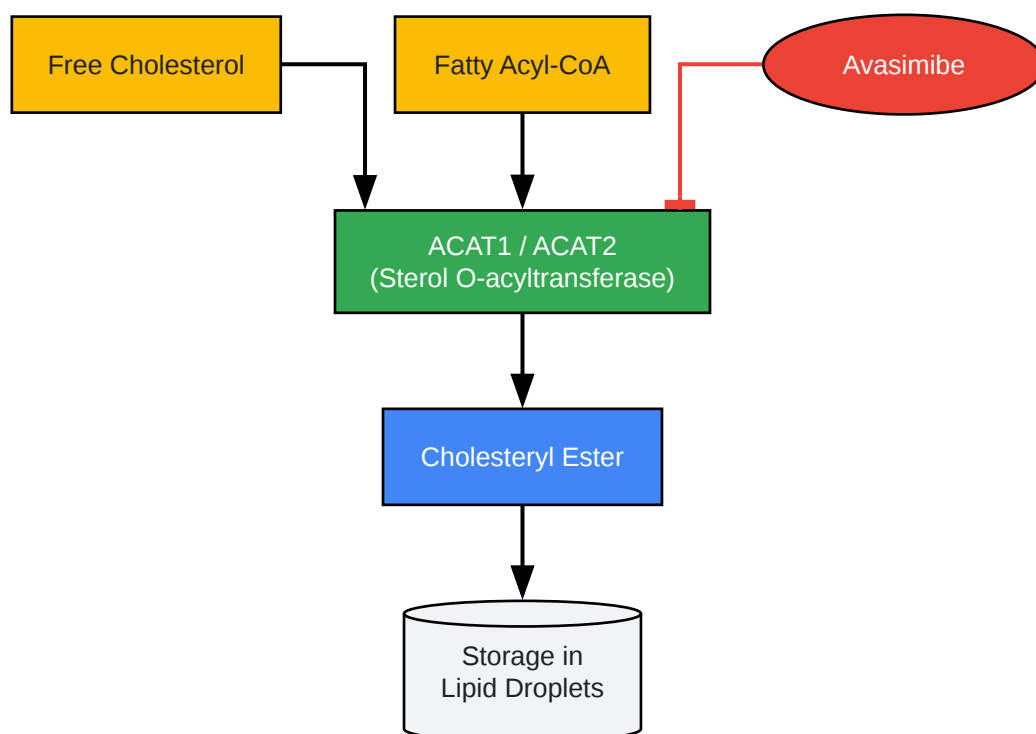 Free Cholesterol
Fatty Acyl-CoA
Avasimibe
ACAT1 / ACAT2
(Sterol O-acyltransferase)
Cholesteryl Ester
Storage in
Lipid Droplets